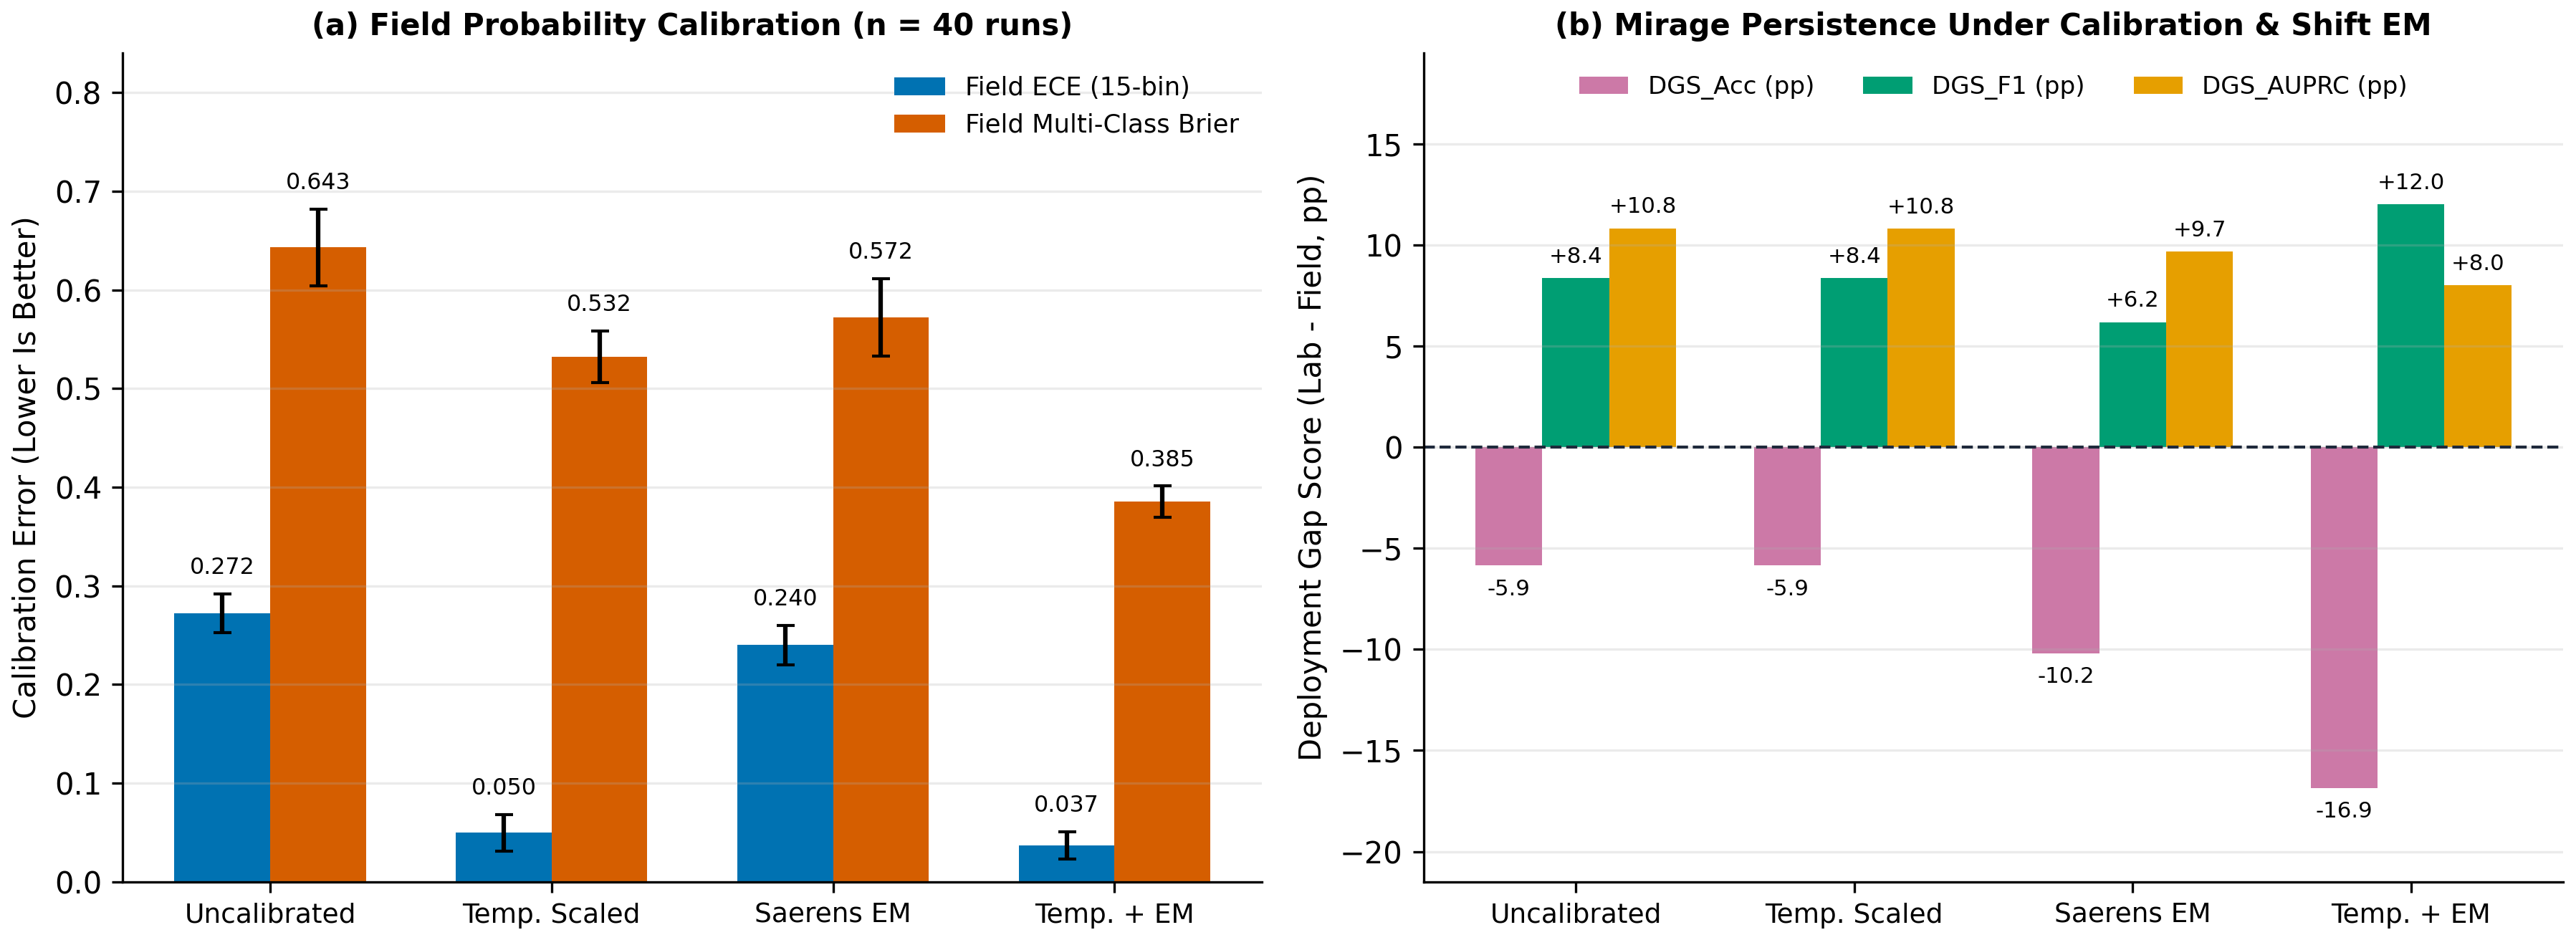 (a) Field Probability Calibration (n = 40 runs)
Field ECE (15-bin)
Field Multi-Class Brier
Calibration Error (Lower Is Better)
0.8
0.7
0.6
0.5
0.4
0.3
0.2
0.1
0.0
0.272
0.643
0.050
0.532
0.240
0.572
0.037
0.385
Uncalibrated
Temp. Scaled
Saerens EM
Temp. + EM
(b) Mirage Persistence Under Calibration & Shift EM
DGS_Acc (pp)
DGS_F1 (pp)
DGS_AUPRC (pp)
Deployment Gap Score (Lab - Field, pp)
15
10
5
0
−5
−10
−15
−20
-5.9
+8.4
+10.8
-5.9
+8.4
+10.8
-10.2
+6.2
+9.7
-16.9
+12.0
+8.0
Uncalibrated
Temp. Scaled
Saerens EM
Temp. + EM